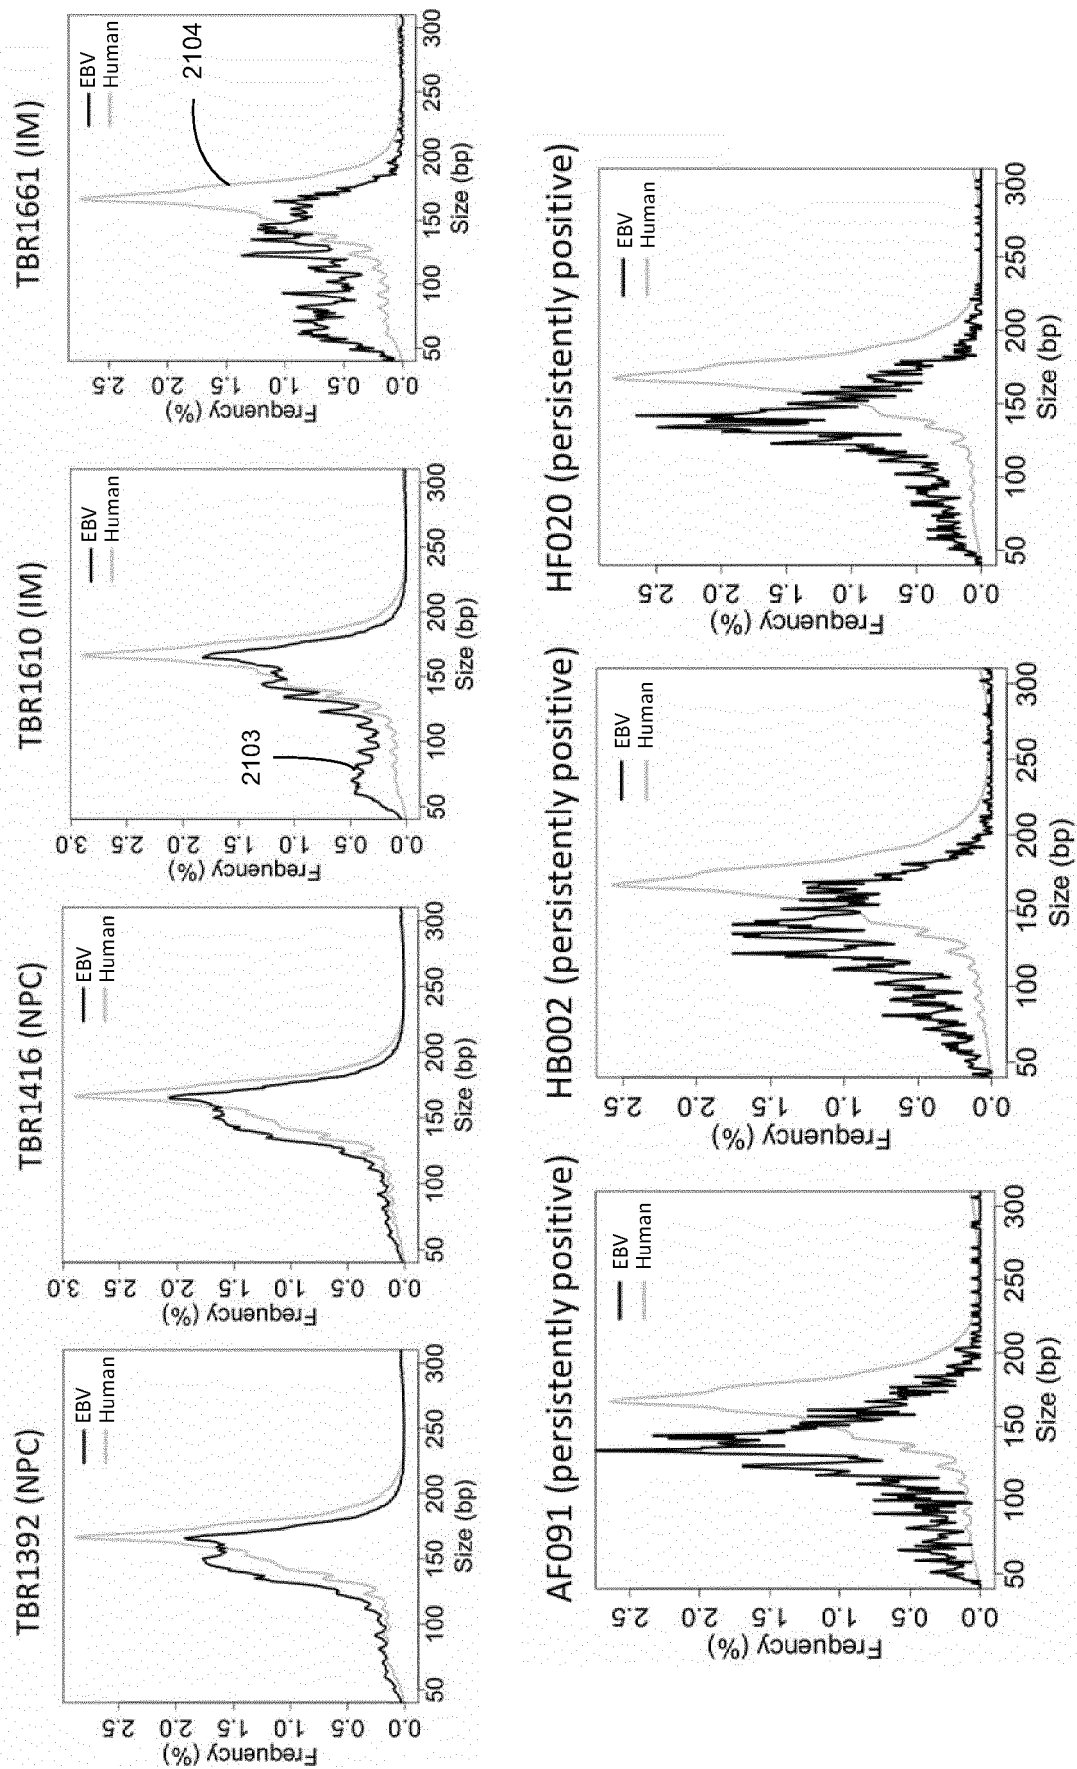 TBR1392 (NPC)
EBV
Human
Frequency (%)
2.5
2.0
1.5
1.0
0.5
0.0
50 100 150 200 250 300
Size (bp)
TBR1416 (NPC)
EBV
Human
Frequency (%)
3.0
2.5
2.0
1.5
1.0
0.5
0.0
50 100 150 200 250 300
Size (bp)
TBR1610 (IM)
EBV
Human
2103
Frequency (%)
3.0
2.5
2.0
1.5
1.0
0.5
0.0
50 100 150 200 250 300
Size (bp)
TBR1661 (IM)
EBV
Human
2104
Frequency (%)
2.5
2.0
1.5
1.0
0.5
0.0
50 100 150 200 250 300
Size (bp)
AF091 (persistently positive)
EBV
Human
Frequency (%)
2.5
2.0
1.5
1.0
0.5
0.0
50 100 150 200 250 300
Size (bp)
HB002 (persistently positive)
EBV
Human
Frequency (%)
2.5
2.0
1.5
1.0
0.5
0.0
50 100 150 200 250 300
Size (bp)
HF020 (persistently positive)
EBV
Human
Frequency (%)
2.5
2.0
1.5
1.0
0.5
0.0
50 100 150 200 250 300
Size (bp)